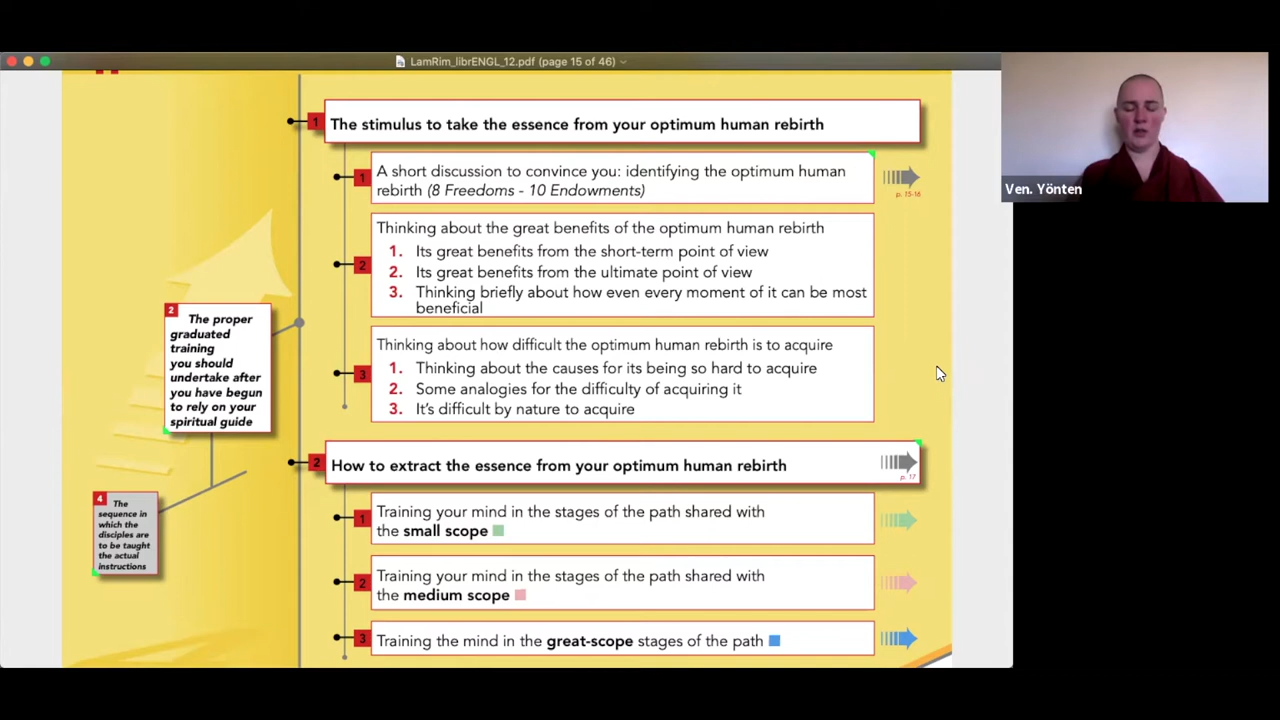 LamRim_librENGL_12.pdf (page 15 of 46)
Ven. Yönten
1
The stimulus to take the essence from your optimum human rebirth
1
A short discussion to convince you: identifying the optimum human
rebirth (8 Freedoms - 10 Endowments)
p. 15-16
2
Thinking about the great benefits of the optimum human rebirth
1. Its great benefits from the short-term point of view
2. Its great benefits from the ultimate point of view
3. Thinking briefly about how even every moment of it can be most
beneficial
3
Thinking about how difficult the optimum human rebirth is to acquire
1. Thinking about the causes for its being so hard to acquire
2. Some analogies for the difficulty of acquiring it
3. It's difficult by nature to acquire
2
The proper
graduated
training
you should
undertake after
you have begun
to rely on your
spiritual guide
2
How to extract the essence from your optimum human rebirth
p. 17
1
Training your mind in the stages of the path shared with
the small scope
2
Training your mind in the stages of the path shared with
the medium scope
3
Training the mind in the great-scope stages of the path
4
The
sequence in
which the
disciples are
to be taught
the actual
instructions